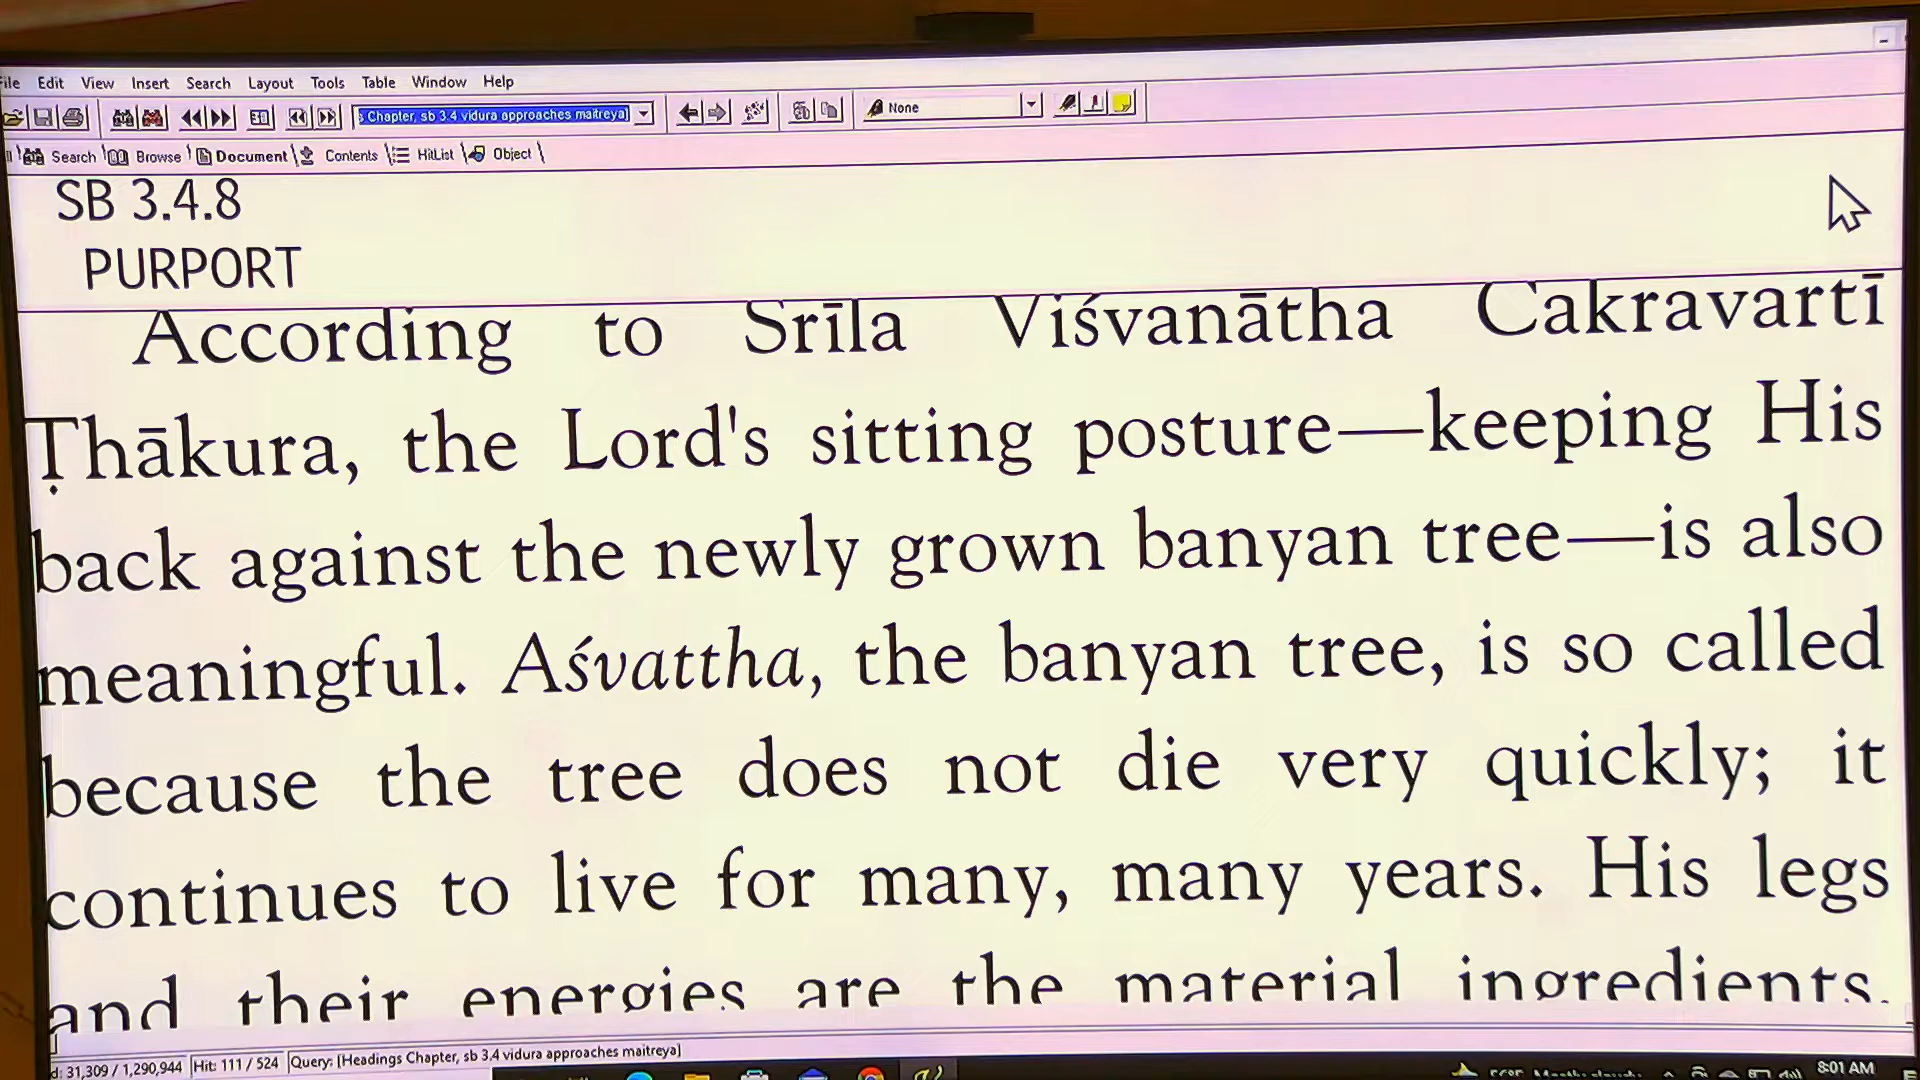 File Edit View Insert Search Layout Tools Table Window Help
s Chapter, sb 3.4 vidura approaches maitreya] None
Search Browse Document Contents HitList Object
SB 3.4.8
PURPORT
According to Śrīla Viśvanātha Cakravartī
Ṭhākura, the Lord's sitting posture—keeping His
back against the newly grown banyan tree—is also
meaningful. Aśvattha, the banyan tree, is so called
because the tree does not die very quickly; it
continues to live for many, many years. His legs
and their energies are the material ingredients,
d: 31,309 / 1,290,944 Hit: 111 / 524 Query: [Headings Chapter, sb 3.4 vidura approaches maitreya]
8:01 AM